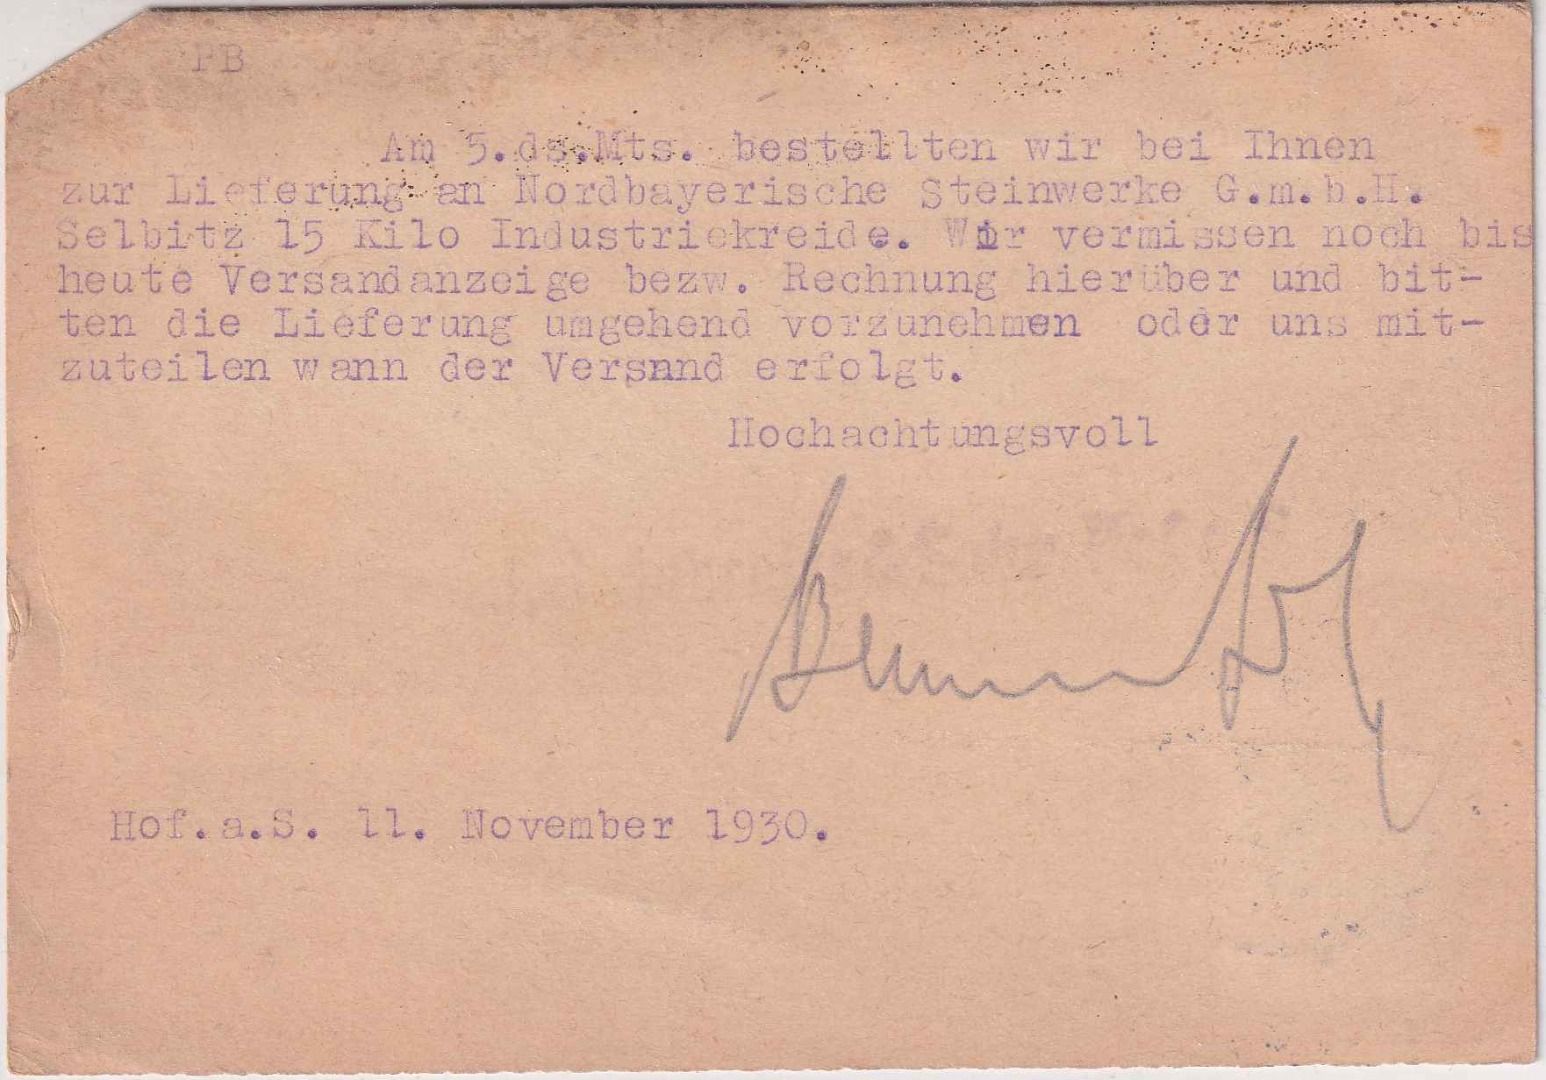 PB
Am 5.ds.Mts. bestellten wir bei Ihnen
zur Lieferung an Nordbayerische Steinwerke G.m.b.H.
Selbitz 15 Kilo Industriekreide. Wir vermissen noch bis
heute Versandanzeige bezw. Rechnung hierüber und bit-
ten die Lieferung umgehend vorzunehmen oder uns mit-
zuteilen wann der Versand erfolgt.
Hochachtungsvoll
Hof.a.S. 11. November 1930.